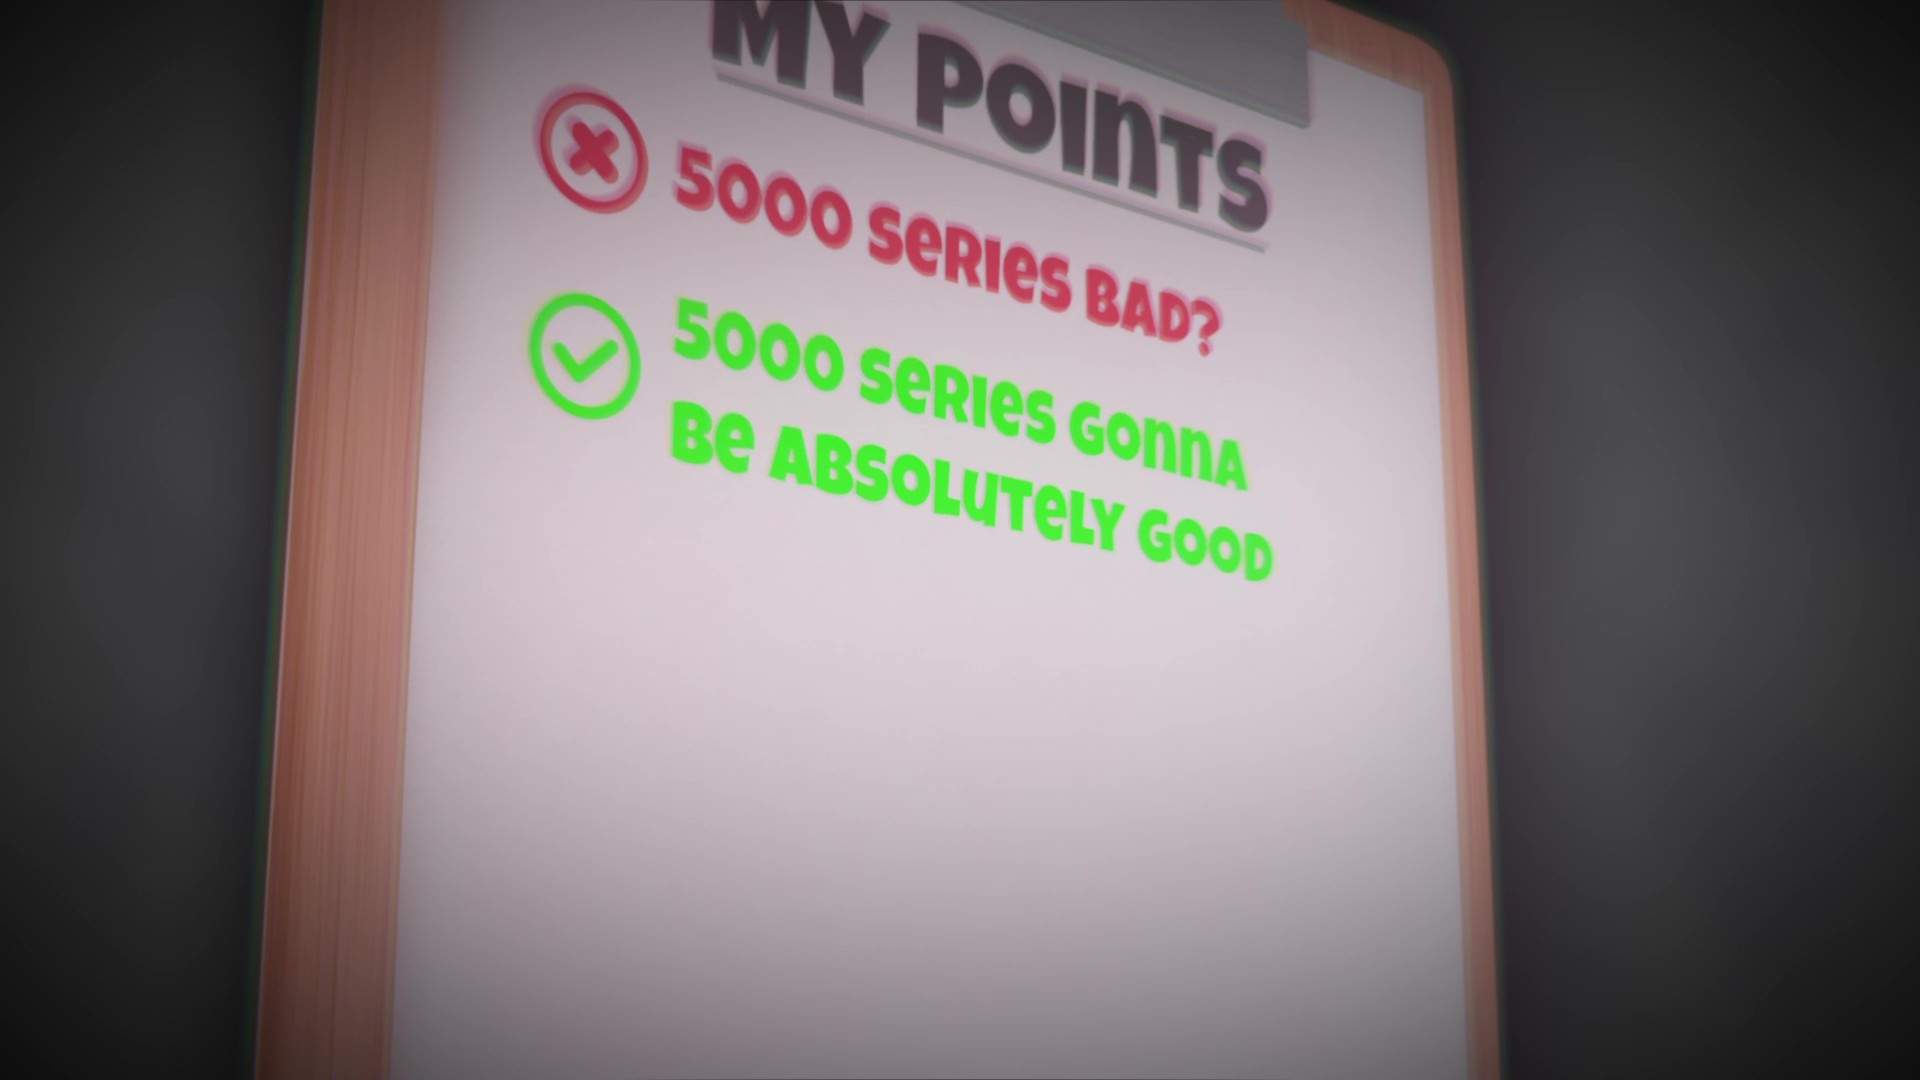 MY POINTS
5000 SERIES BAD?
5000 SERIES GONNA
BE ABSOLUTELY GOOD